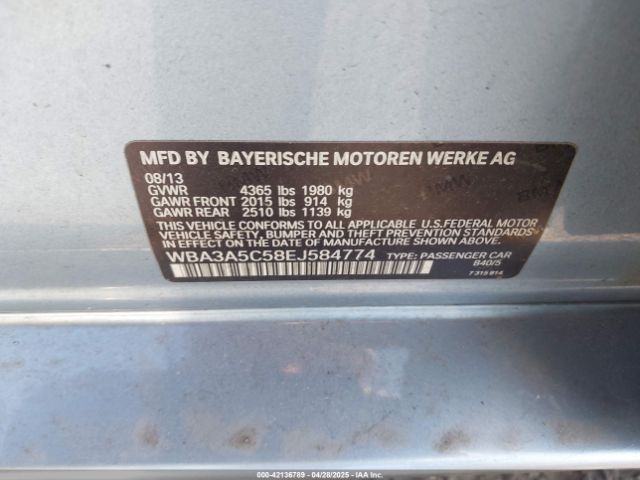 MFD BY BAYERISCHE MOTOREN WERKE AG
08/13
GVWR 4365 lbs 1980 kg
GAWR FRONT 2015 lbs 914 kg
GAWR REAR 2510 lbs 1139 kg
THIS VEHICLE CONFORMS TO ALL APPLICABLE U.S.FEDERAL MOTOR
VEHICLE SAFETY, BUMPER, AND THEFT PREVENTION STANDARDS
IN EFFECT ON THE DATE OF MANUFACTURE SHOWN ABOVE.
WBA3A5C58EJ584774 TYPE: PASSENGER CAR
B40/5
7 315 814
000-42136789 - 04/28/2025 - IAA Inc.